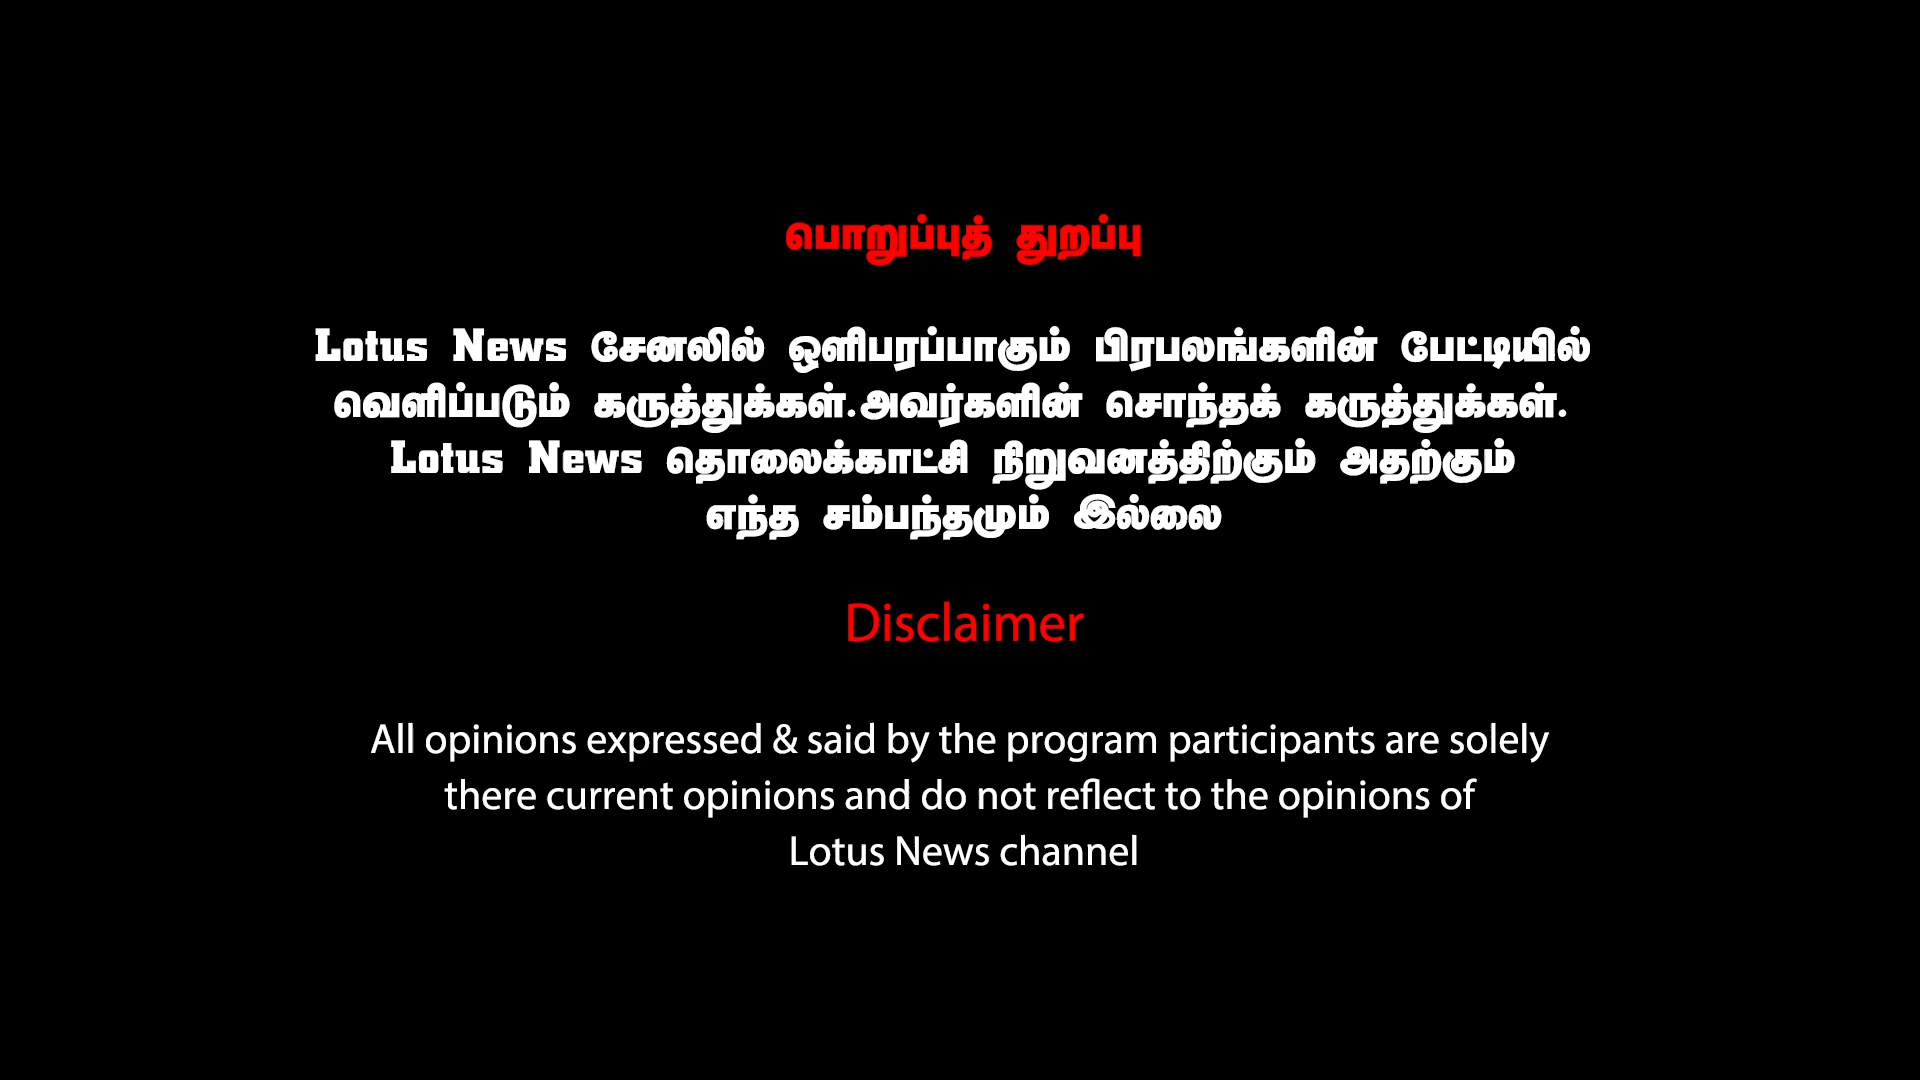 பொறுப்புத் துறப்பு
Lotus News சேனலில் ஒளிபரப்பாகும் பிரபலங்களின் பேட்டியில்
வெளிப்படும் கருத்துக்கள்.அவர்களின் சொந்தக் கருத்துக்கள்.
Lotus News தொலைக்காட்சி நிறுவனத்திற்கும் அதற்கும்
எந்த சம்பந்தமும் இல்லை
Disclaimer
All opinions expressed & said by the program participants are solely
there current opinions and do not reflect to the opinions of
Lotus News channel